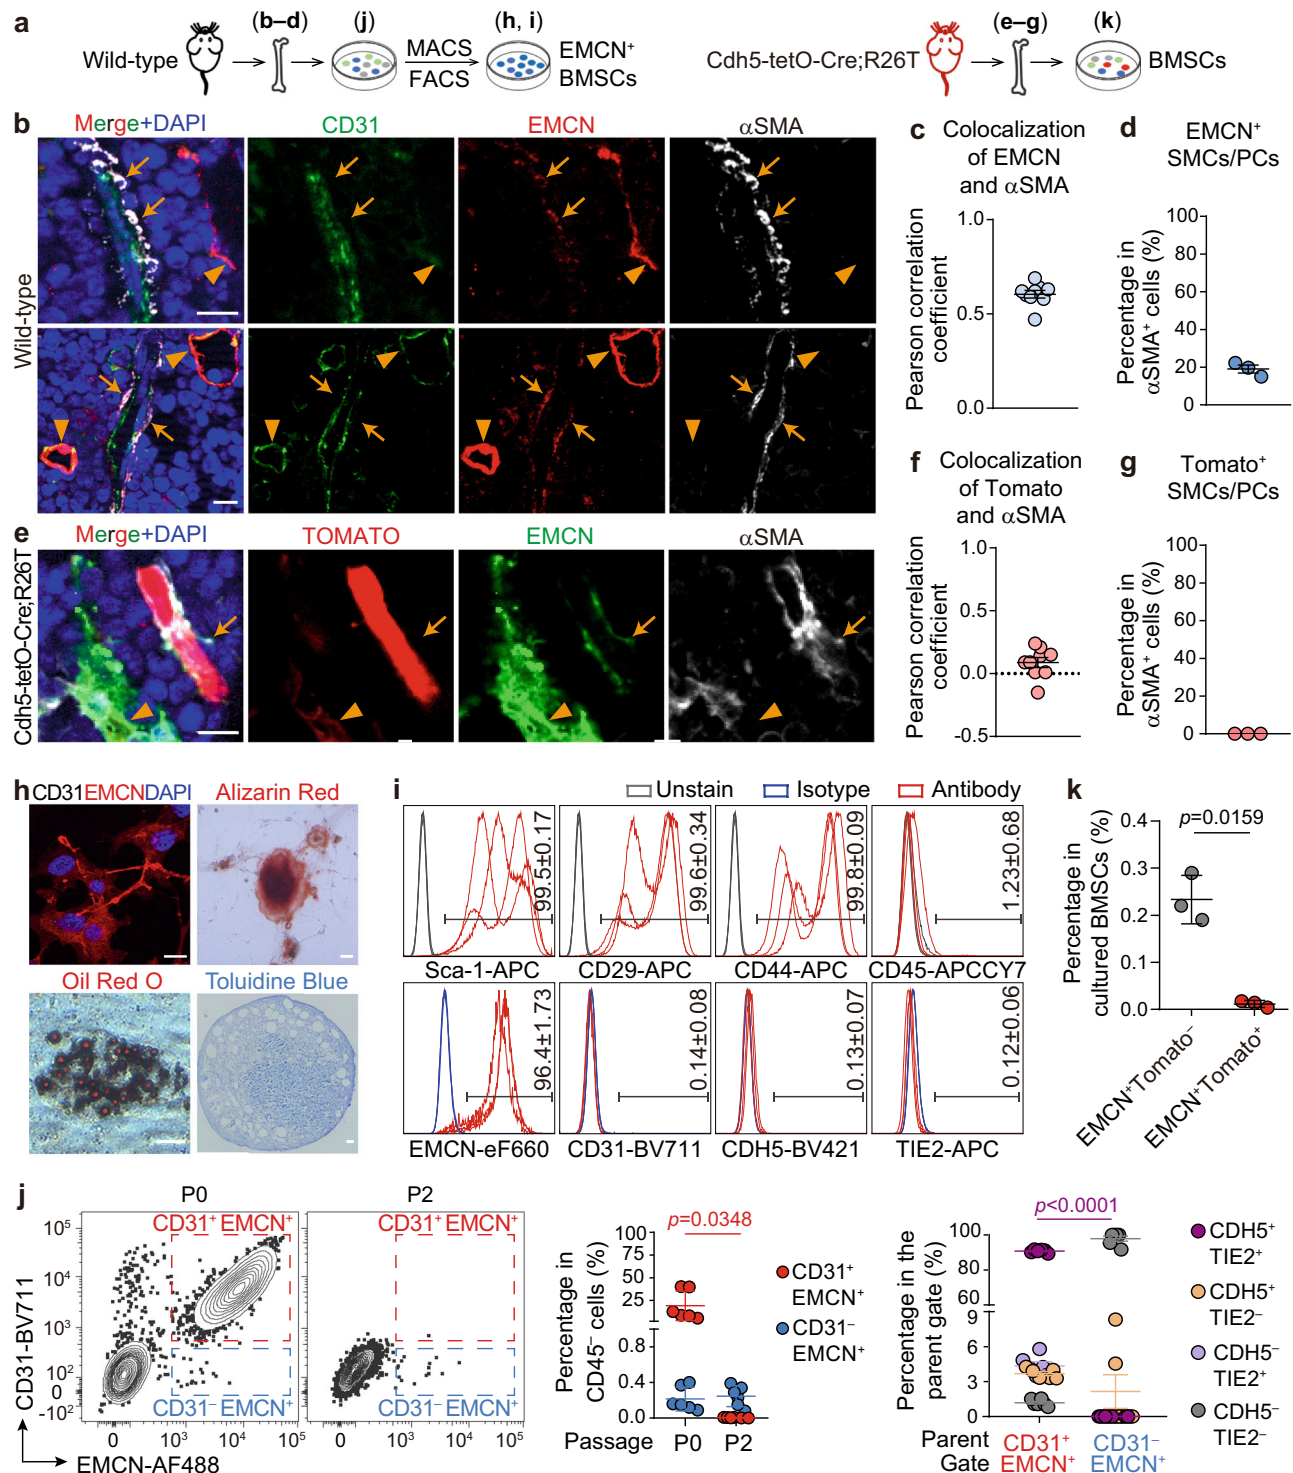 a
(b–d)
(j)
(h, i)
(e–g)
(k)
Wild-type
MACS
FACS
EMCN⁺
BMSCs
Cdh5-tetO-Cre;R26T
BMSCs
b
Merge+DAPI
CD31
EMCN
αSMA
Wild-type
c
Colocalization
of EMCN
and αSMA
Pearson correlation
coefficient
1.0
0.5
0.0
d
EMCN⁺
SMCs/PCs
Percentage in
αSMA⁺ cells (%)
100
80
60
40
20
0
e
Merge+DAPI
TOMATO
EMCN
αSMA
Cdh5-tetO-Cre;R26T
f
Colocalization
of Tomato
and αSMA
Pearson correlation
coefficient
1.0
0.5
0.0
-0.5
g
Tomato⁺
SMCs/PCs
Percentage in
αSMA⁺ cells (%)
100
80
60
40
20
0
h
CD31EMCNDAPI
Alizarin Red
Oil Red O
Toluidine Blue
i
Unstain
Isotype
Antibody
99.5±0.17
99.6±0.34
99.8±0.09
1.23±0.68
Sca-1-APC
CD29-APC
CD44-APC
CD45-APCCY7
96.4±1.73
0.14±0.08
0.13±0.07
0.12±0.06
EMCN-eF660
CD31-BV711
CDH5-BV421
TIE2-APC
k
Percentage in
cultured BMSCs (%)
0.4
0.3
0.2
0.1
0.0
p=0.0159
EMCN⁺Tomato⁻
EMCN⁺Tomato⁺
j
P0
P2
CD31⁺EMCN⁺
CD31⁺EMCN⁺
CD31⁻EMCN⁺
CD31⁻EMCN⁺
CD31-BV711
10⁵
10⁴
10³
10²
0
-10²
0
10³
10⁴
10⁵
0
10³
10⁴
10⁵
EMCN-AF488
Percentage in
CD45⁻ cells (%)
p=0.0348
100
75
50
25
0.8
0.4
0.0
Passage
P0
P2
CD31⁺
EMCN⁺
CD31⁻
EMCN⁺
Percentage in the
parent gate (%)
p<0.0001
100
80
60
9
6
3
0
Parent
Gate
CD31⁺
EMCN⁺
CD31⁻
EMCN⁺
CDH5⁺
TIE2⁺
CDH5⁺
TIE2⁻
CDH5⁻
TIE2⁺
CDH5⁻
TIE2⁻